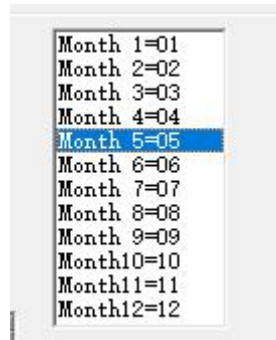 Month 1=01
Month 2=02
Month 3=03
Month 4=04
Month 5=05
Month 6=06
Month 7=07
Month 8=08
Month 9=09
Month10=10
Month11=11
Month12=12